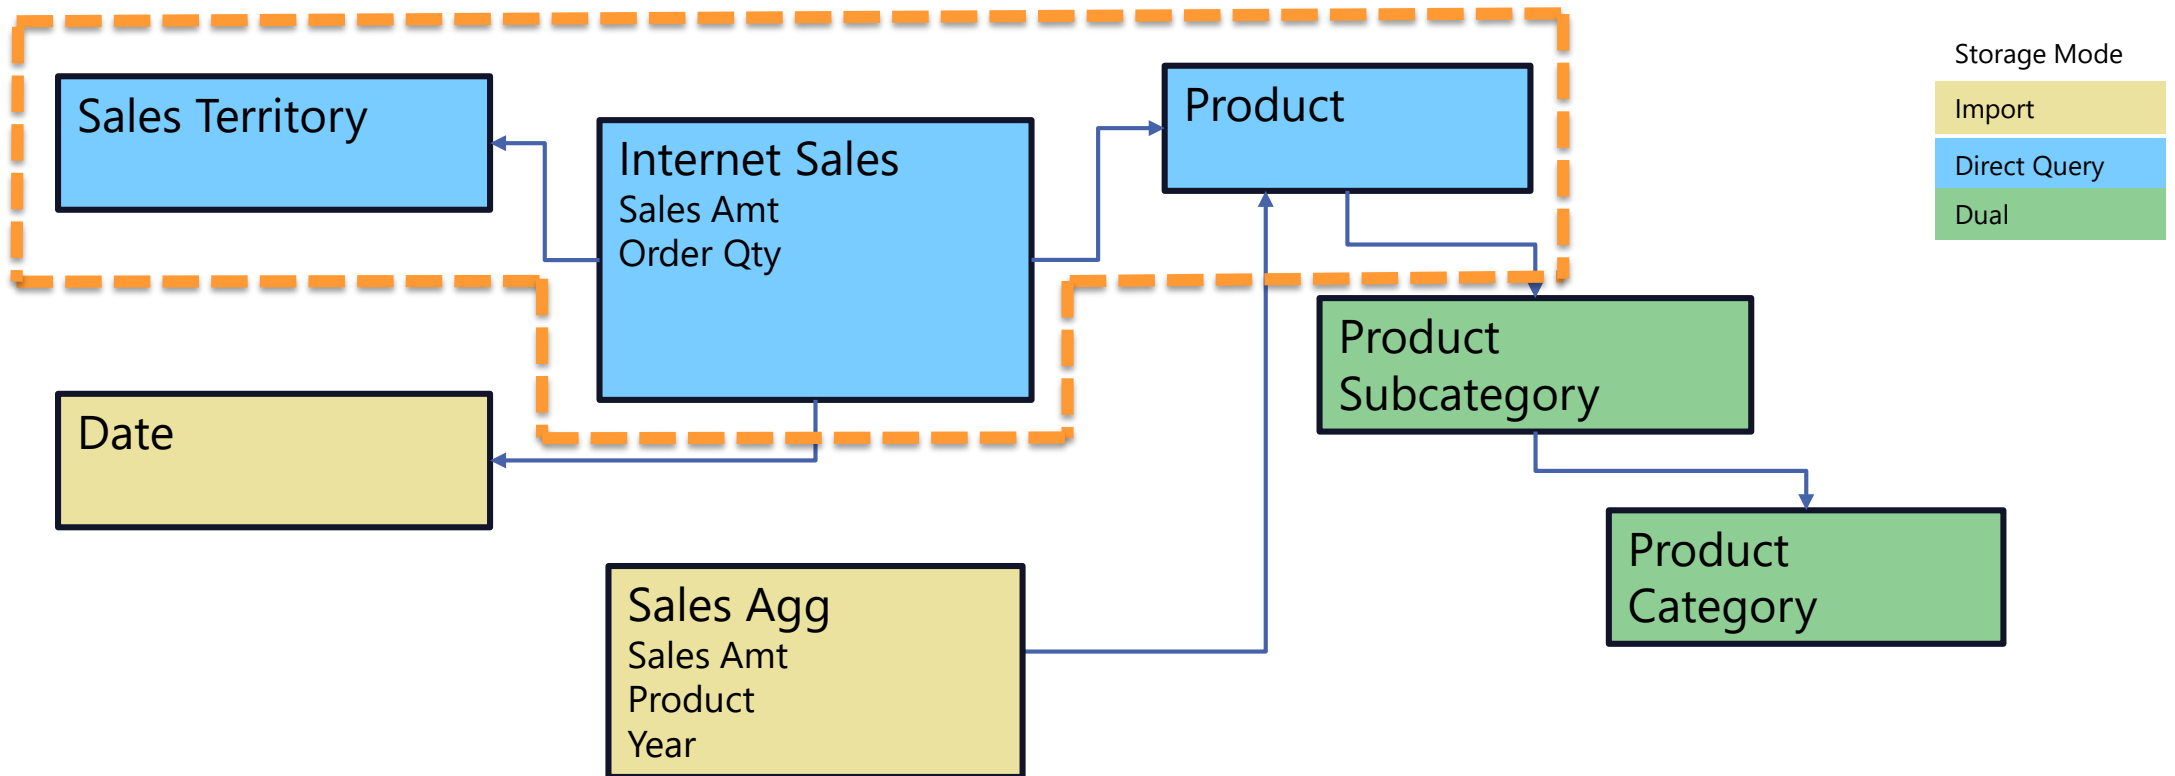 Sales Territory
Internet Sales
Sales Amt
Order Qty
Product
Storage Mode
Import
Direct Query
Dual
Product
Subcategory
Date
Product
Category
Sales Agg
Sales Amt
Product
Year